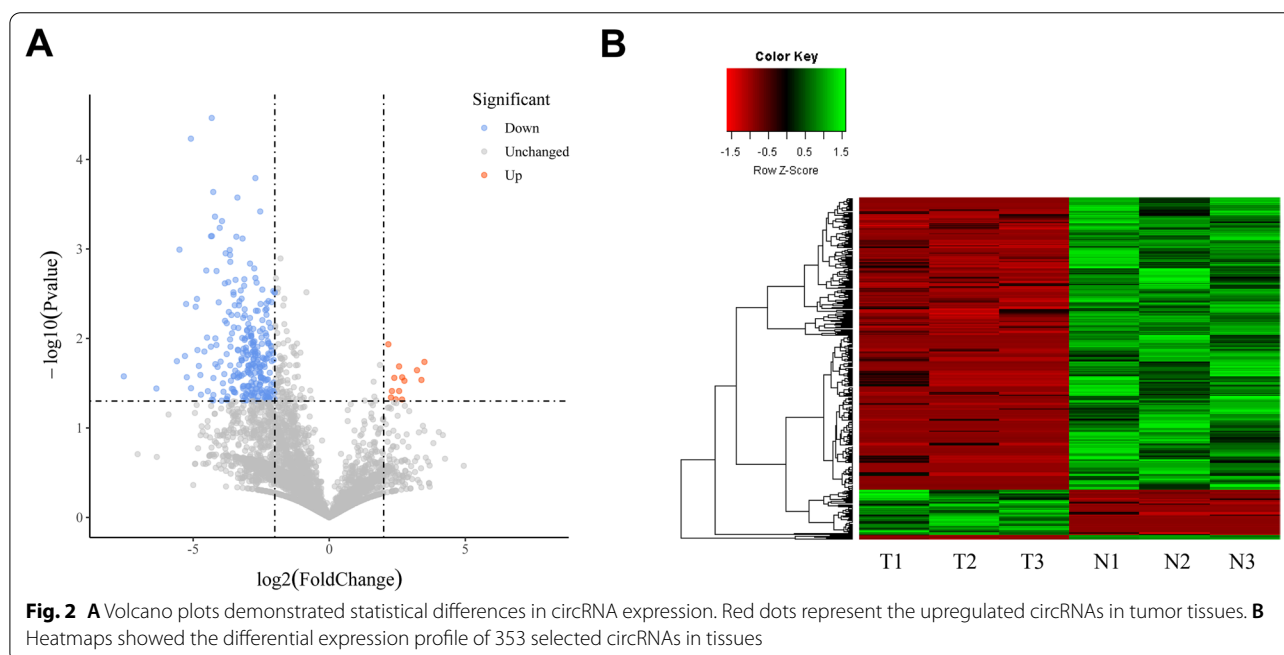 A
B
Significant
Down
Unchanged
Up
− log10(Pvalue)
4
3
2
1
0
-5
0
5
log2(FoldChange)
Color Key
-1.5
-0.5
0.5
1.5
Row Z-Score
T1
T2
T3
N1
N2
N3
Fig. 2 A Volcano plots demonstrated statistical differences in circRNA expression. Red dots represent the upregulated circRNAs in tumor tissues. B
Heatmaps showed the differential expression profile of 353 selected circRNAs in tissues